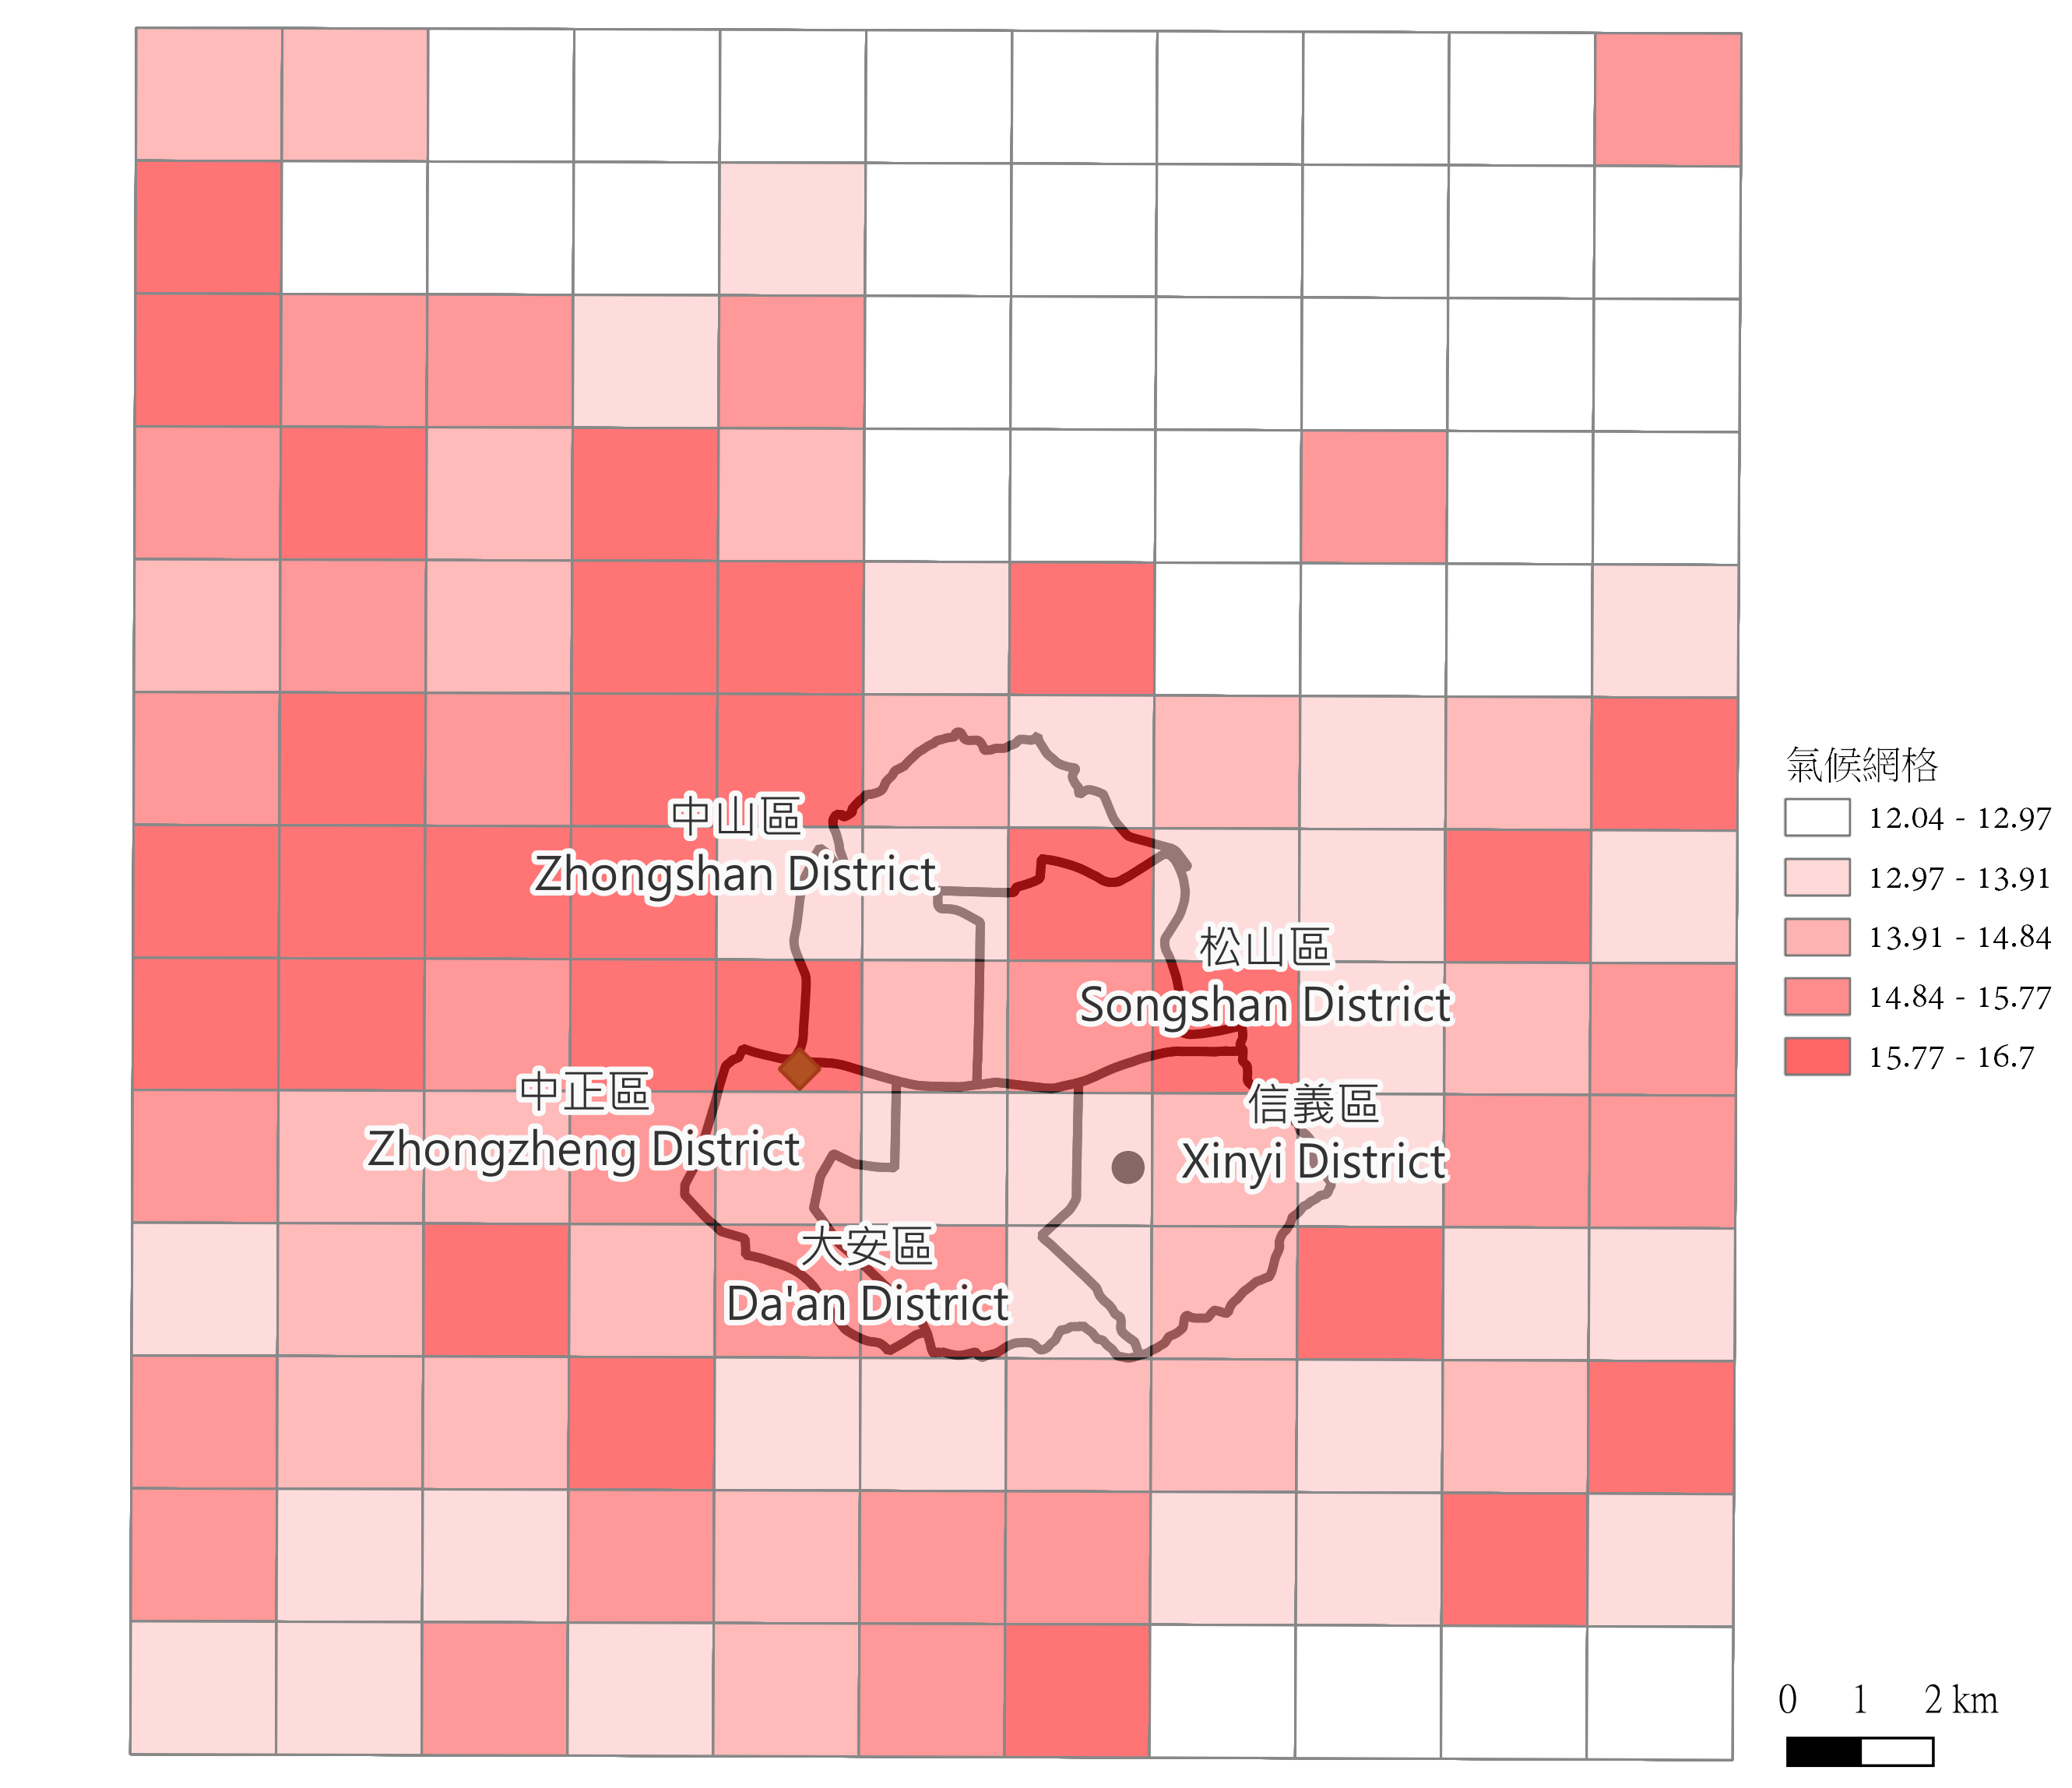 中山區
Zhongshan District
松山區
Songshan District
中正區
Zhongzheng District
信義區
Xinyi District
大安區
Da'an District
氣候網格
12.04 - 12.97
12.97 - 13.91
13.91 - 14.84
14.84 - 15.77
15.77 - 16.7
0 1 2 km